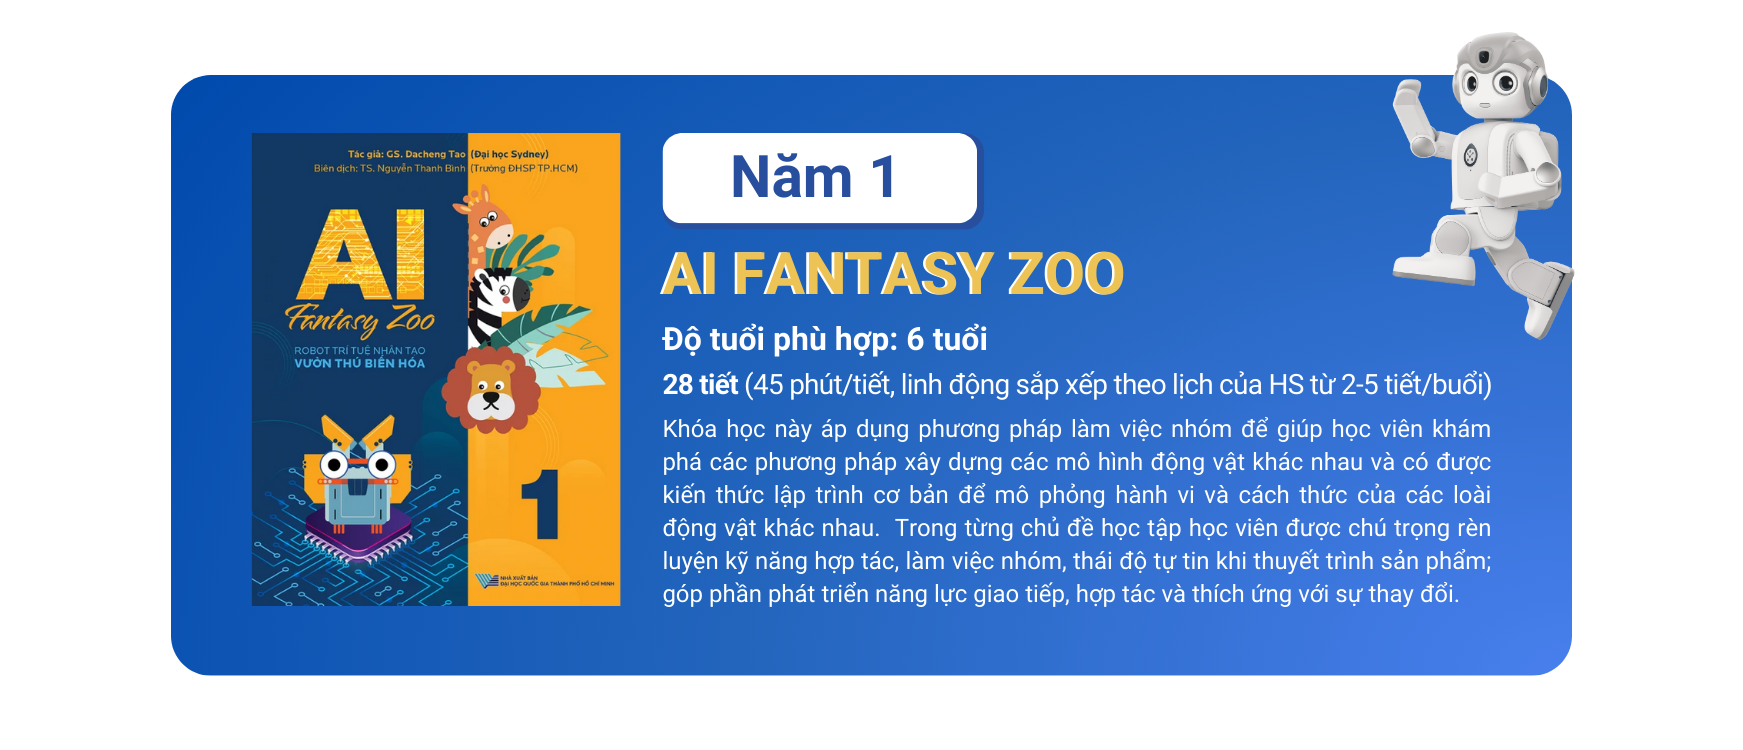 Tác giả: GS. Dacheng Tao (Đại học Sydney)
Biên dịch: TS. Nguyễn Thanh Bình (Trường ĐHSP TP.HCM)
AI
Fantasy Zoo
ROBOT TRÍ TUỆ NHÂN TẠO
VƯỜN THÚ BIẾN HÓA
1
NHÀ XUẤT BẢN
ĐẠI HỌC QUỐC GIA THÀNH PHỐ HỒ CHÍ MINH
Năm 1
AI FANTASY ZOO
Độ tuổi phù hợp: 6 tuổi
28 tiết (45 phút/tiết, linh động sắp xếp theo lịch của HS từ 2-5 tiết/buổi)
Khóa học này áp dụng phương pháp làm việc nhóm để giúp học viên khám
phá các phương pháp xây dựng các mô hình động vật khác nhau và có được
kiến thức lập trình cơ bản để mô phỏng hành vi và cách thức của các loài
động vật khác nhau. Trong từng chủ đề học tập học viên được chú trọng rèn
luyện kỹ năng hợp tác, làm việc nhóm, thái độ tự tin khi thuyết trình sản phẩm;
góp phần phát triển năng lực giao tiếp, hợp tác và thích ứng với sự thay đổi.